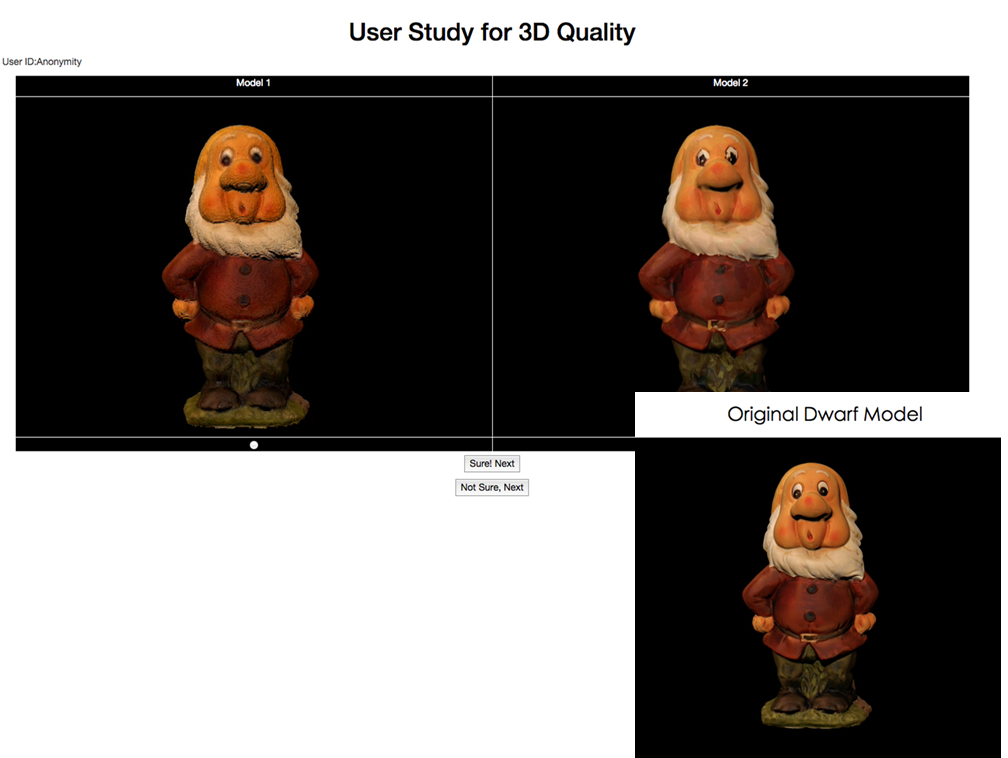 User Study for 3D Quality
User ID:Anonymity
Model 1
Model 2
Original Dwarf Model
Sure! Next
Not Sure, Next